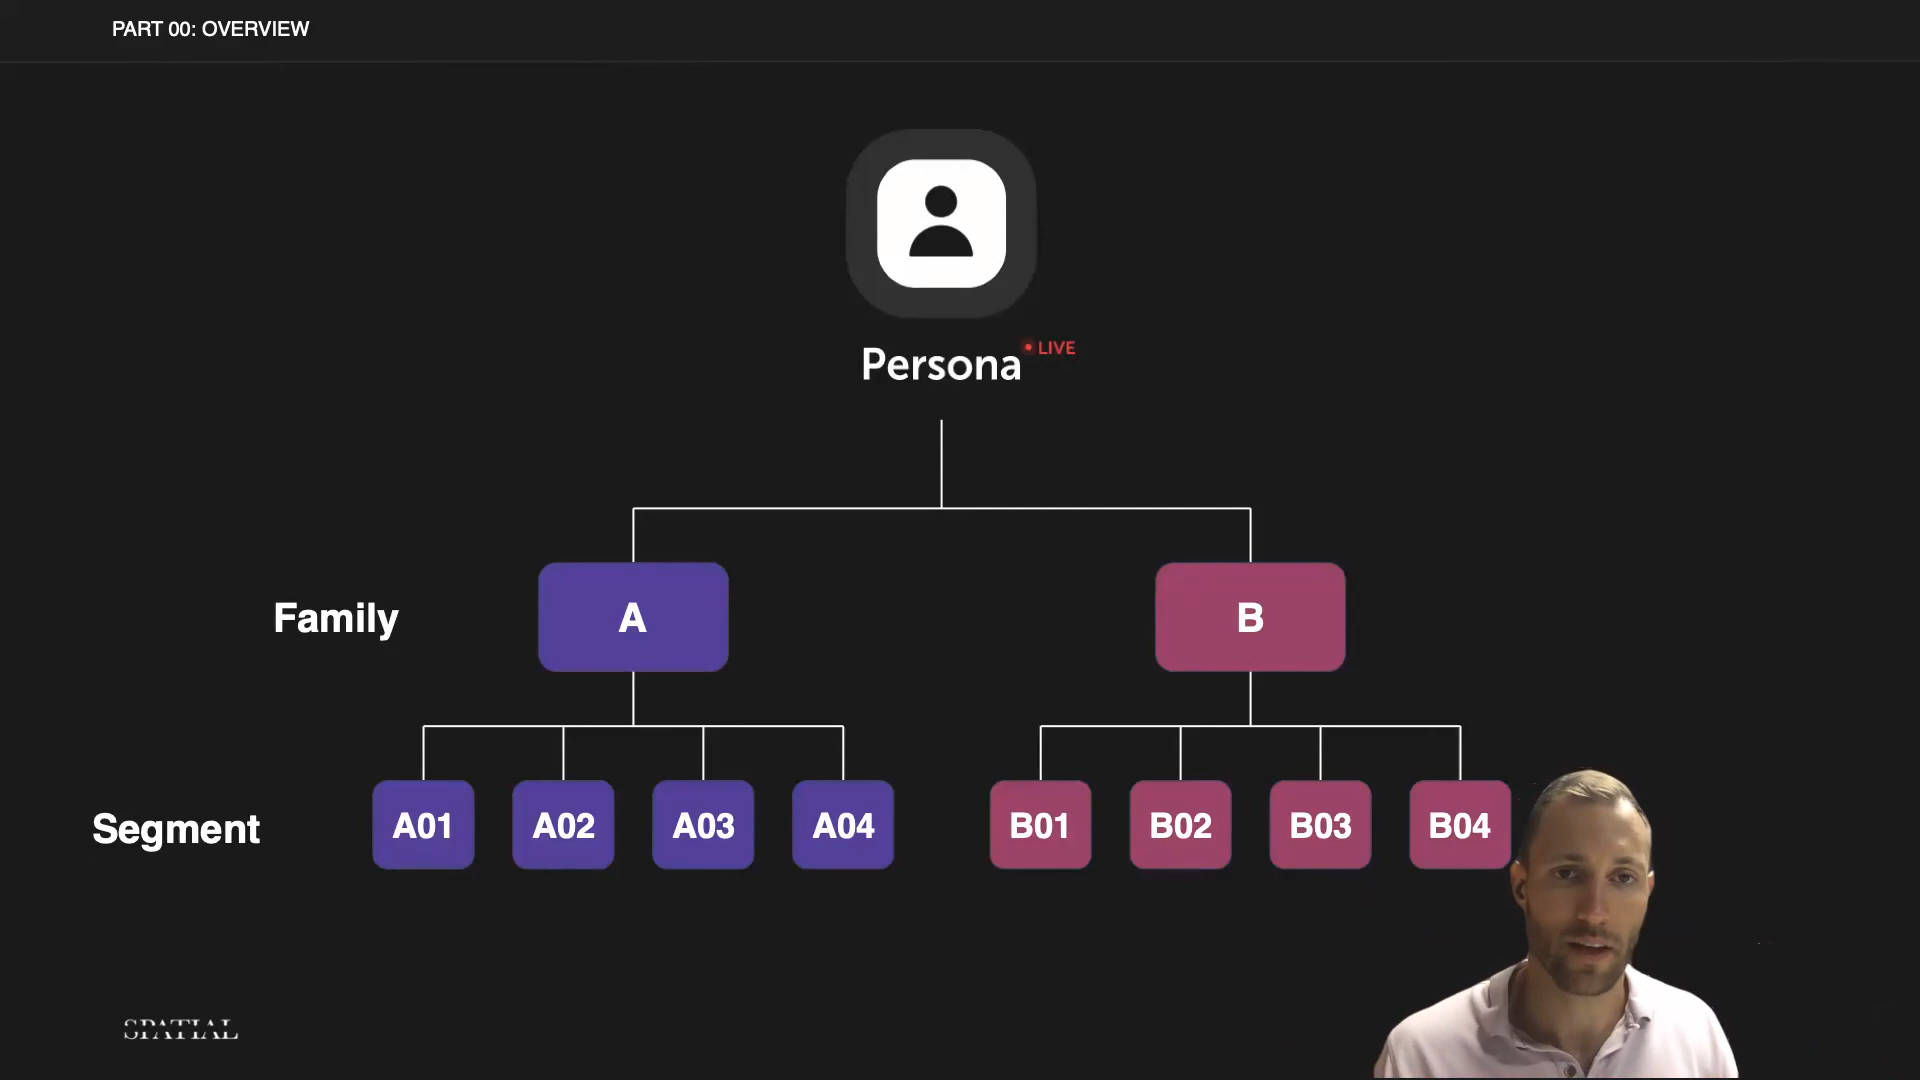 PART 00: OVERVIEW
Persona
LIVE
Family
A
B
Segment
A01
A02
A03
A04
B01
B02
B03
B04
SPATIAL